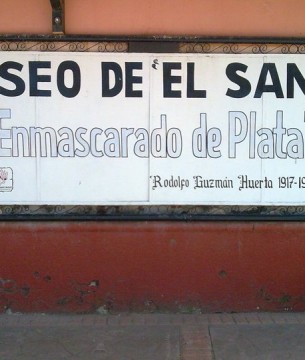 SEO DE EL SAN
Enmascarado de Plata"
"Rodolfo Guzmán Huerta 1917-19